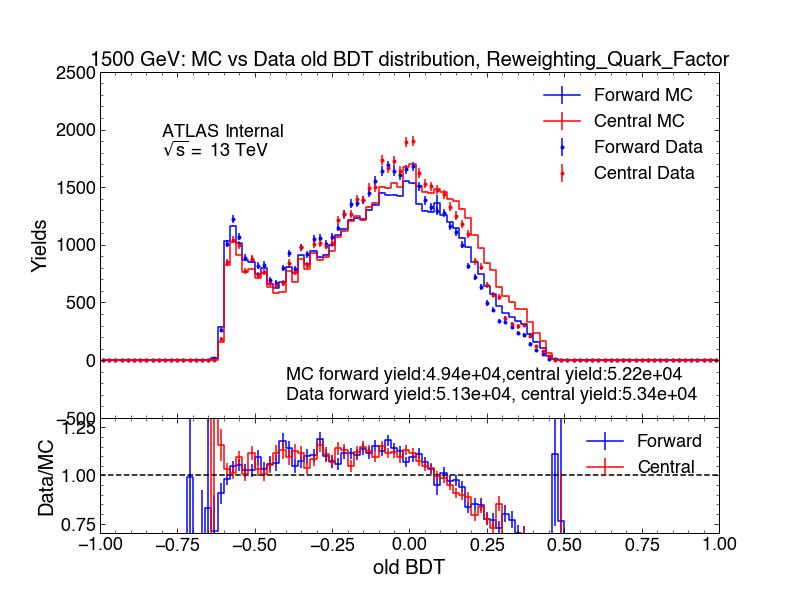 1500 GeV: MC vs Data old BDT distribution, Reweighting_Quark_Factor
2500
2000
1500
1000
500
0
−500
Yields
ATLAS Internal
√s = 13 TeV
Forward MC
Central MC
Forward Data
Central Data
MC forward yield:4.94e+04,central yield:5.22e+04
Data forward yield:5.13e+04, central yield:5.34e+04
1.25
1.00
0.75
Data/MC
Forward
Central
−1.00 −0.75 −0.50 −0.25 0.00 0.25 0.50 0.75 1.00
old BDT